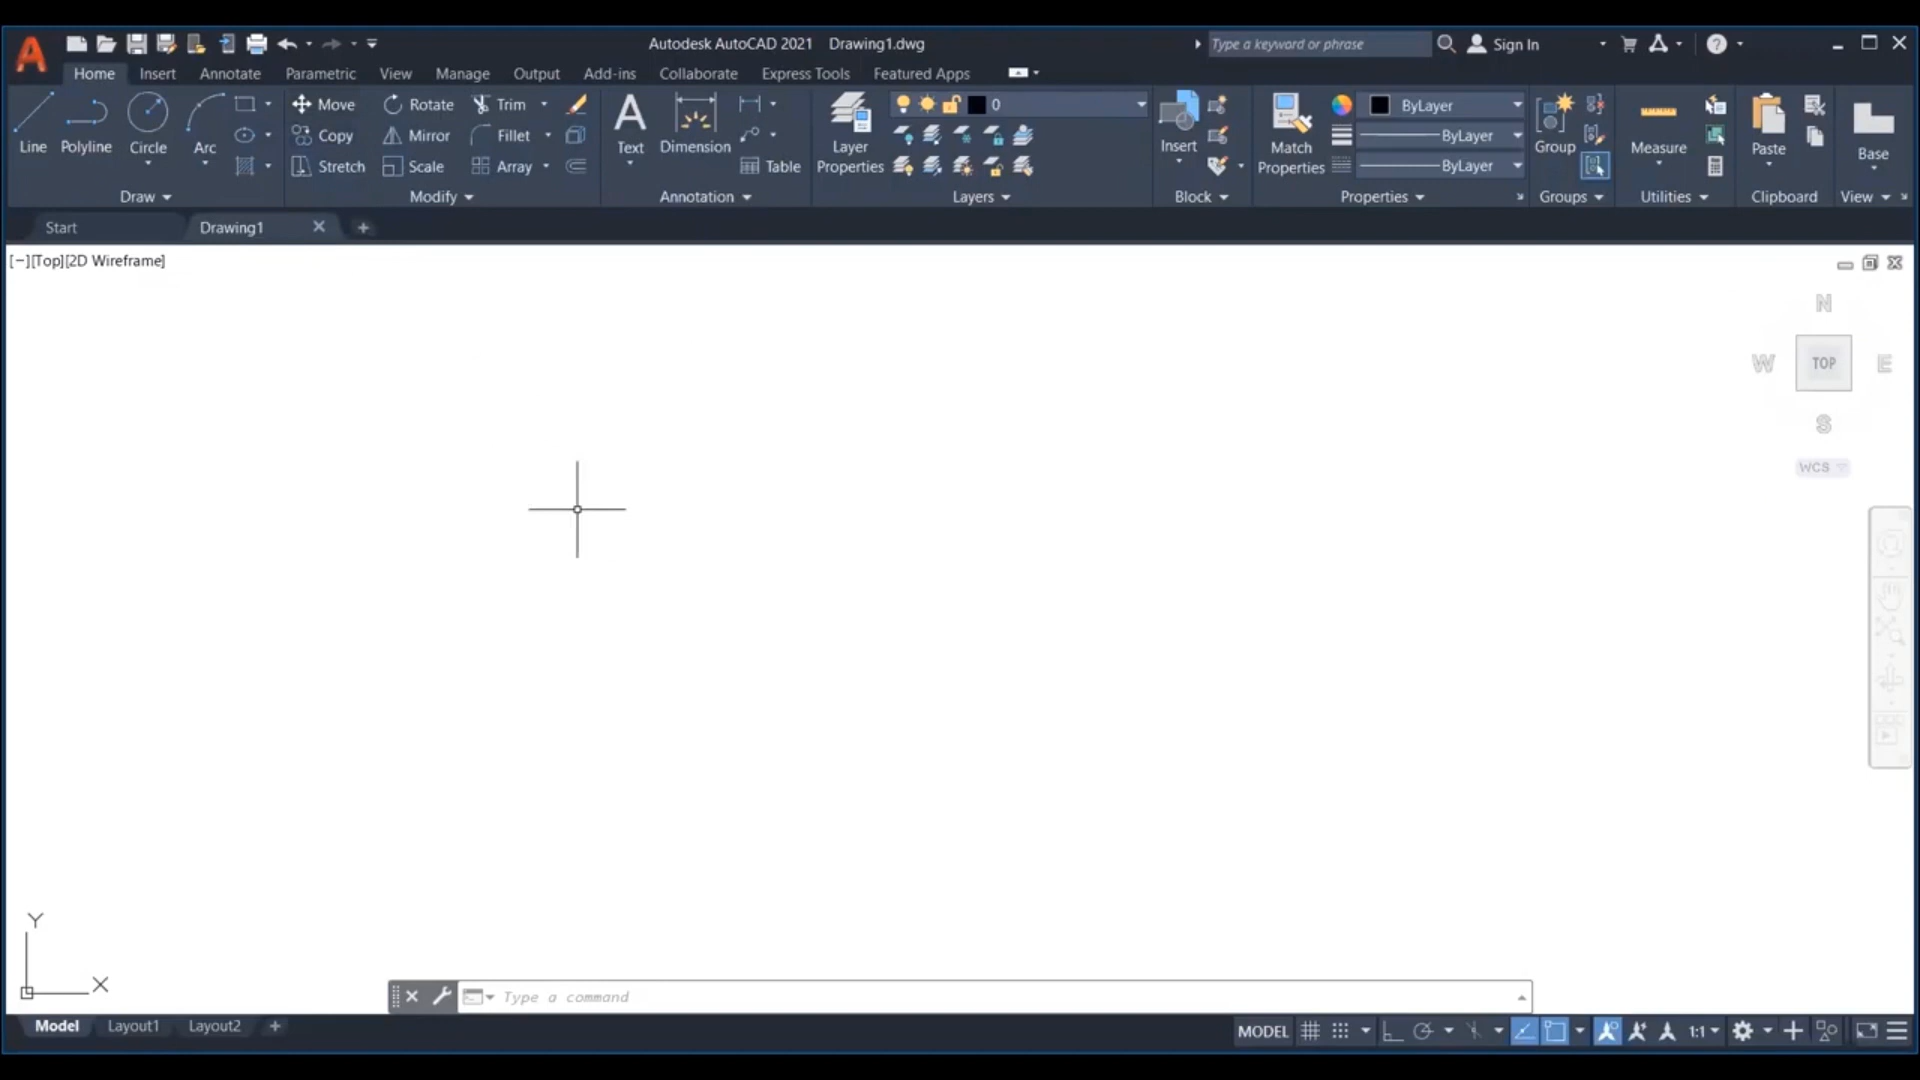 Autodesk AutoCAD 2021 Drawing1.dwg Type a keyword or phrase Sign In
Home Insert Annotate Parametric View Manage Output Add-ins Collaborate Express Tools Featured Apps
Line Polyline Circle Arc
Move Rotate Trim
Copy Mirror Fillet
Stretch Scale Array
Text Dimension Table
Layer Properties
0
Insert
Match Properties
ByLayer
ByLayer
ByLayer
Group
Measure
Paste
Base
Draw Modify Annotation Layers Block Properties Groups Utilities Clipboard View
Start Drawing1
[−][Top][2D Wireframe]
N
W TOP E
S
WCS
Y
X
Type a command
Model Layout1 Layout2
MODEL 1:1